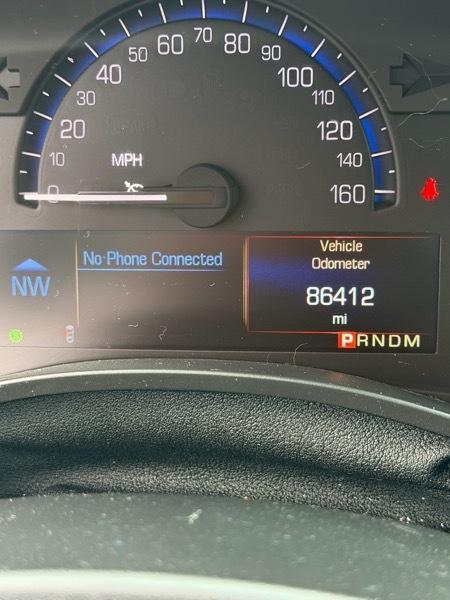 70
60 80
50 90
40 100
30 110
20 120
10 MPH 140
0 160
Vehicle
Odometer
No Phone Connected
NW
86412
mi
PRNDM